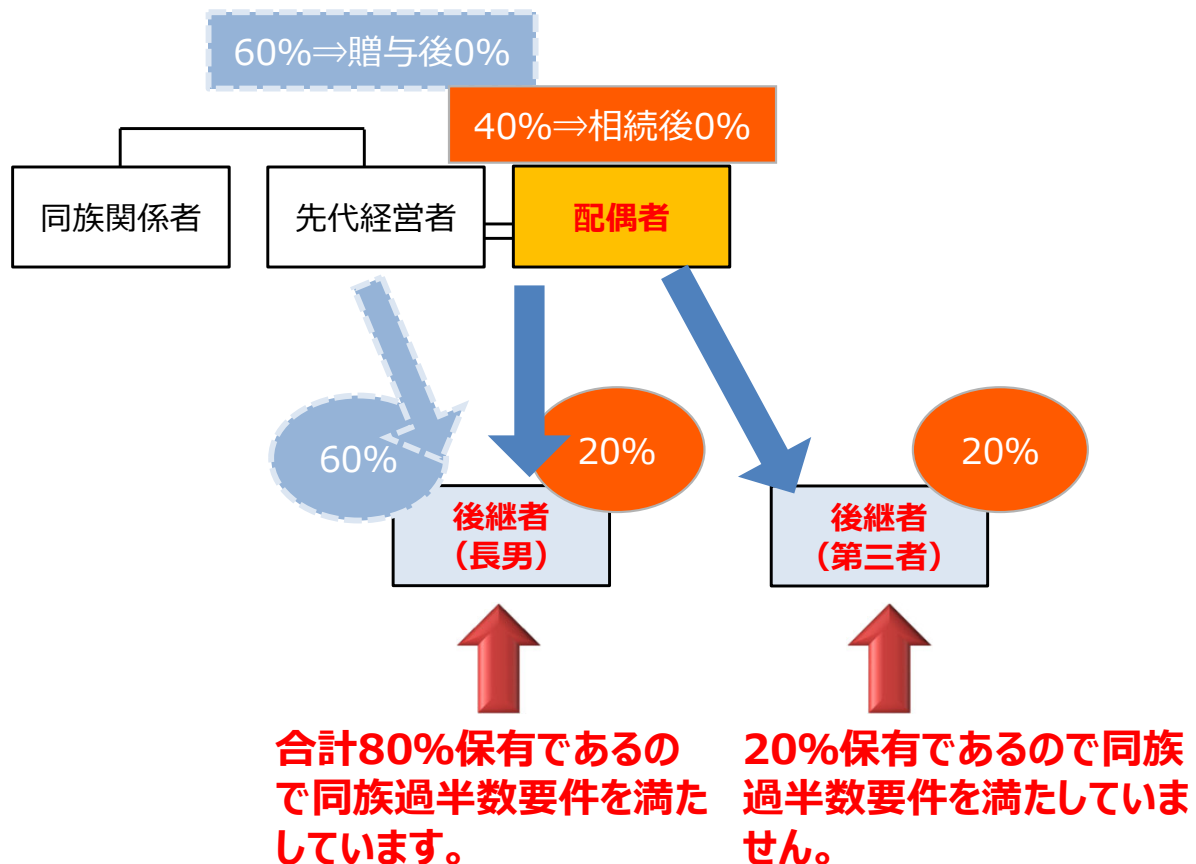 60%⇒贈与後0%
40%⇒相続後0%
同族関係者
先代経営者
配偶者
60%
20%
20%
後継者
（長男）
後継者
（第三者）
合計80%保有であるの
で同族過半数要件を満た
しています。
20%保有であるので同族
過半数要件を満たしていま
せん。